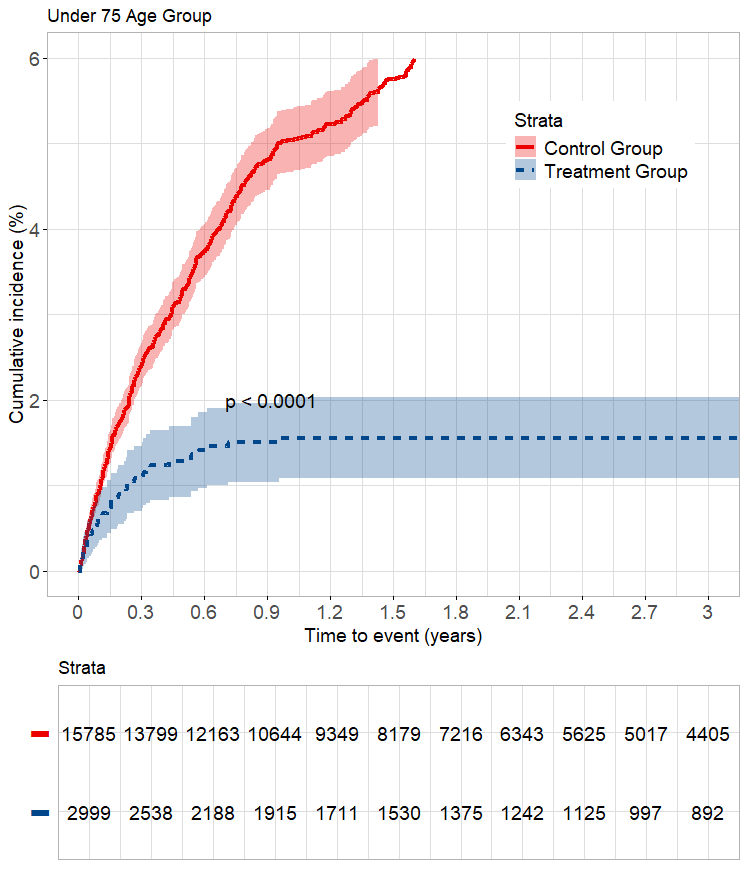 Under 75 Age Group
6
4
2
0
Cumulative incidence (%)
Strata
Control Group
Treatment Group
p < 0.0001
0 0.3 0.6 0.9 1.2 1.5 1.8 2.1 2.4 2.7 3
Time to event (years)
Strata
15785 13799 12163 10644 9349 8179 7216 6343 5625 5017 4405
2999 2538 2188 1915 1711 1530 1375 1242 1125 997 892